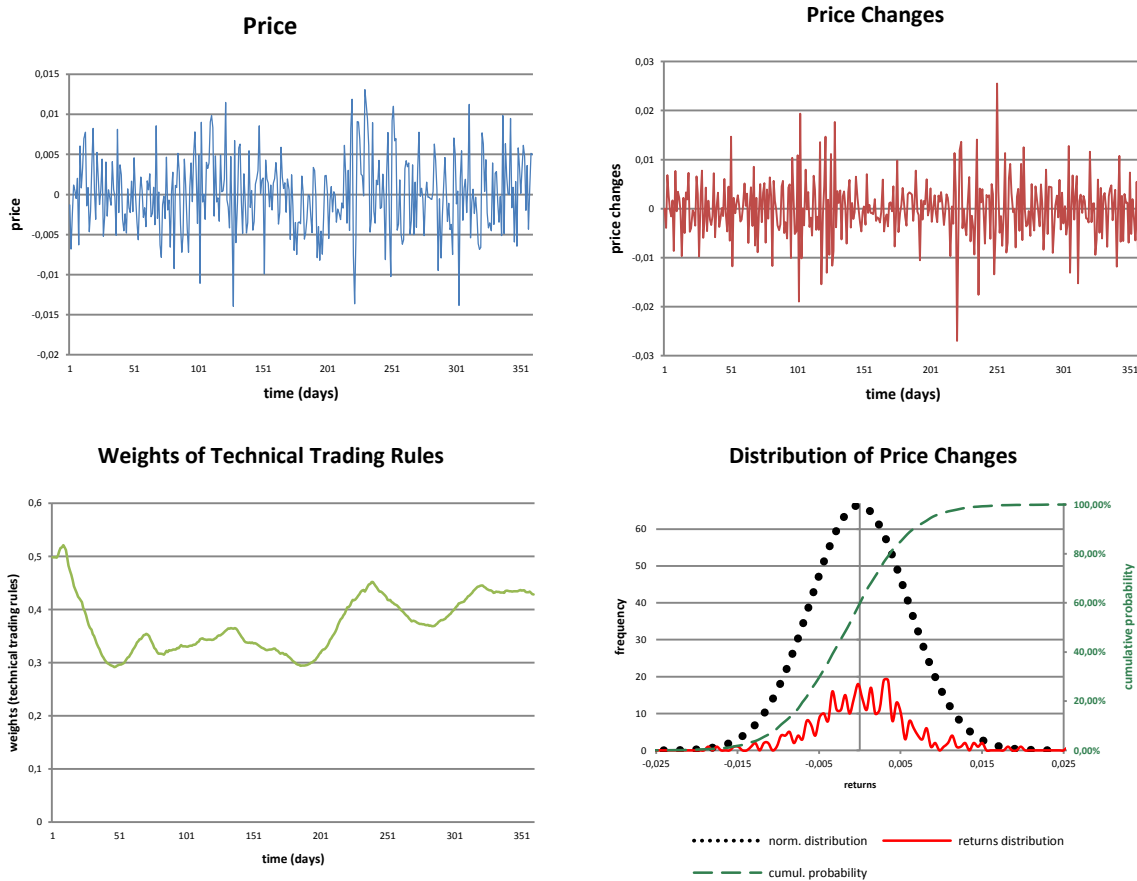 Price
0,015
0,01
0,005
0
-0,005
-0,01
-0,015
-0,02
price
1 51 101 151 201 251 301 351
time (days)
Price Changes
0,03
0,02
0,01
0
-0,01
-0,02
-0,03
price changes
1 51 101 151 201 251 301 351
time (days)
Weights of Technical Trading Rules
0,6
0,5
0,4
0,3
0,2
0,1
0
weights (technical trading rules)
1 51 101 151 201 251 301 351
time (days)
Distribution of Price Changes
60
50
40
30
20
10
0
frequency
100,00%
80,00%
60,00%
40,00%
20,00%
0,00%
cumulative probability
-0,025 -0,015 -0,005 0,005 0,015 0,025
returns
norm. distribution returns distribution
cumul. probability